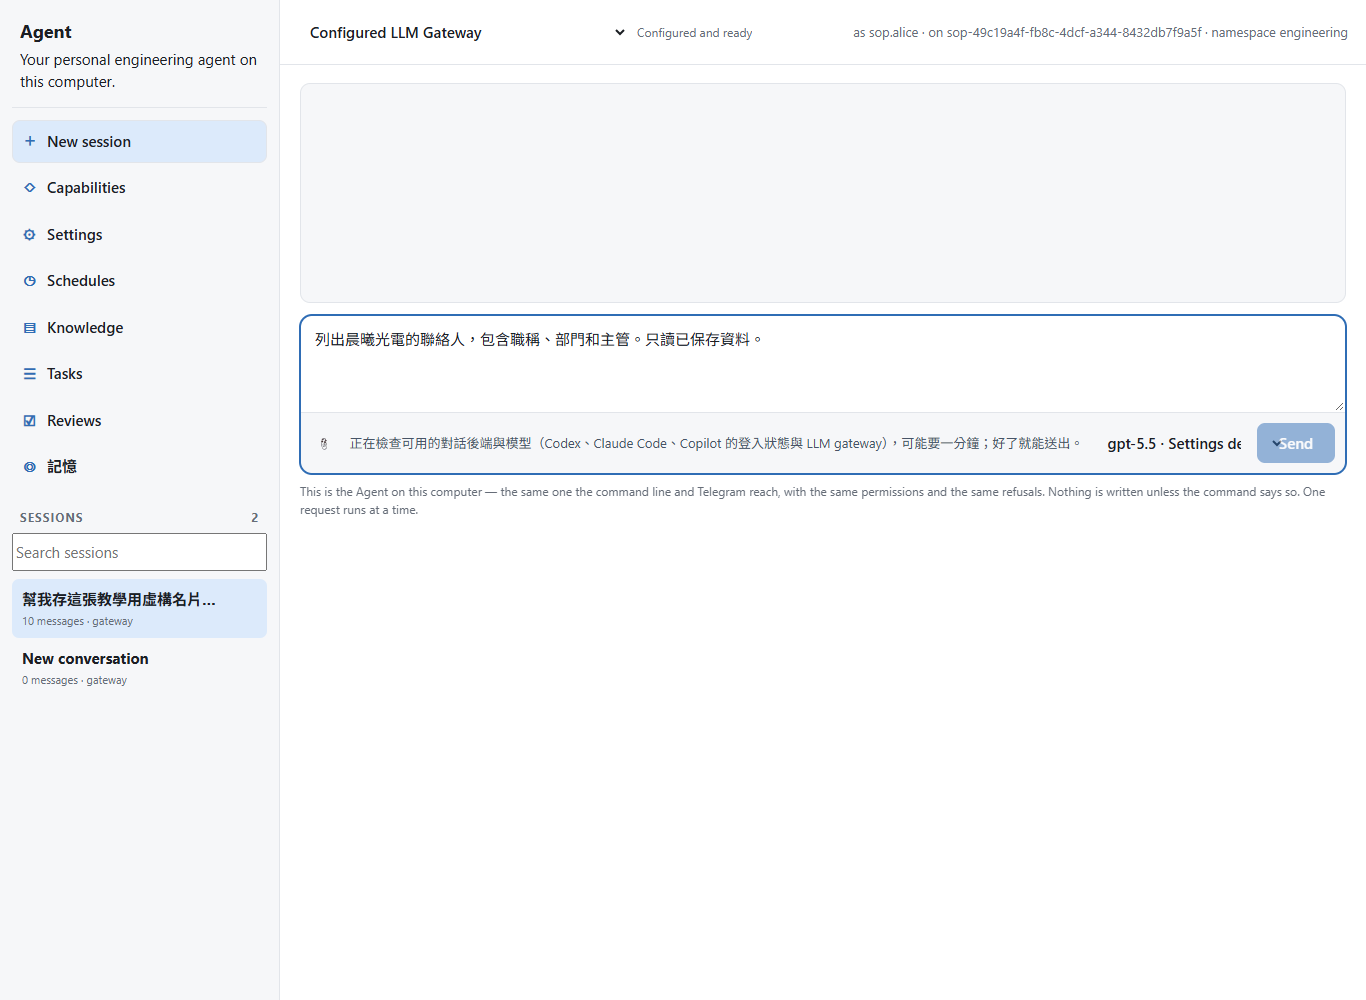 Agent
Your personal engineering agent on
this computer.
New session
Capabilities
Settings
Schedules
Knowledge
Tasks
Reviews
記憶
SESSIONS 2
Search sessions
幫我存這張教學用虛構名片...
10 messages · gateway
New conversation
0 messages · gateway
Configured LLM Gateway
Configured and ready
as sop.alice · on sop-49c19a4f-fb8c-4dcf-a344-8432db7f9a5f · namespace engineering
列出晨曦光電的聯絡人，包含職稱、部門和主管。只讀已保存資料。
正在檢查可用的對話後端與模型（Codex、Claude Code、Copilot 的登入狀態與 LLM gateway），可能要一分鐘；好了就能送出。
gpt-5.5 · Settings de
Send
This is the Agent on this computer — the same one the command line and Telegram reach, with the same permissions and the same refusals. Nothing is written unless the command says so. One
request runs at a time.